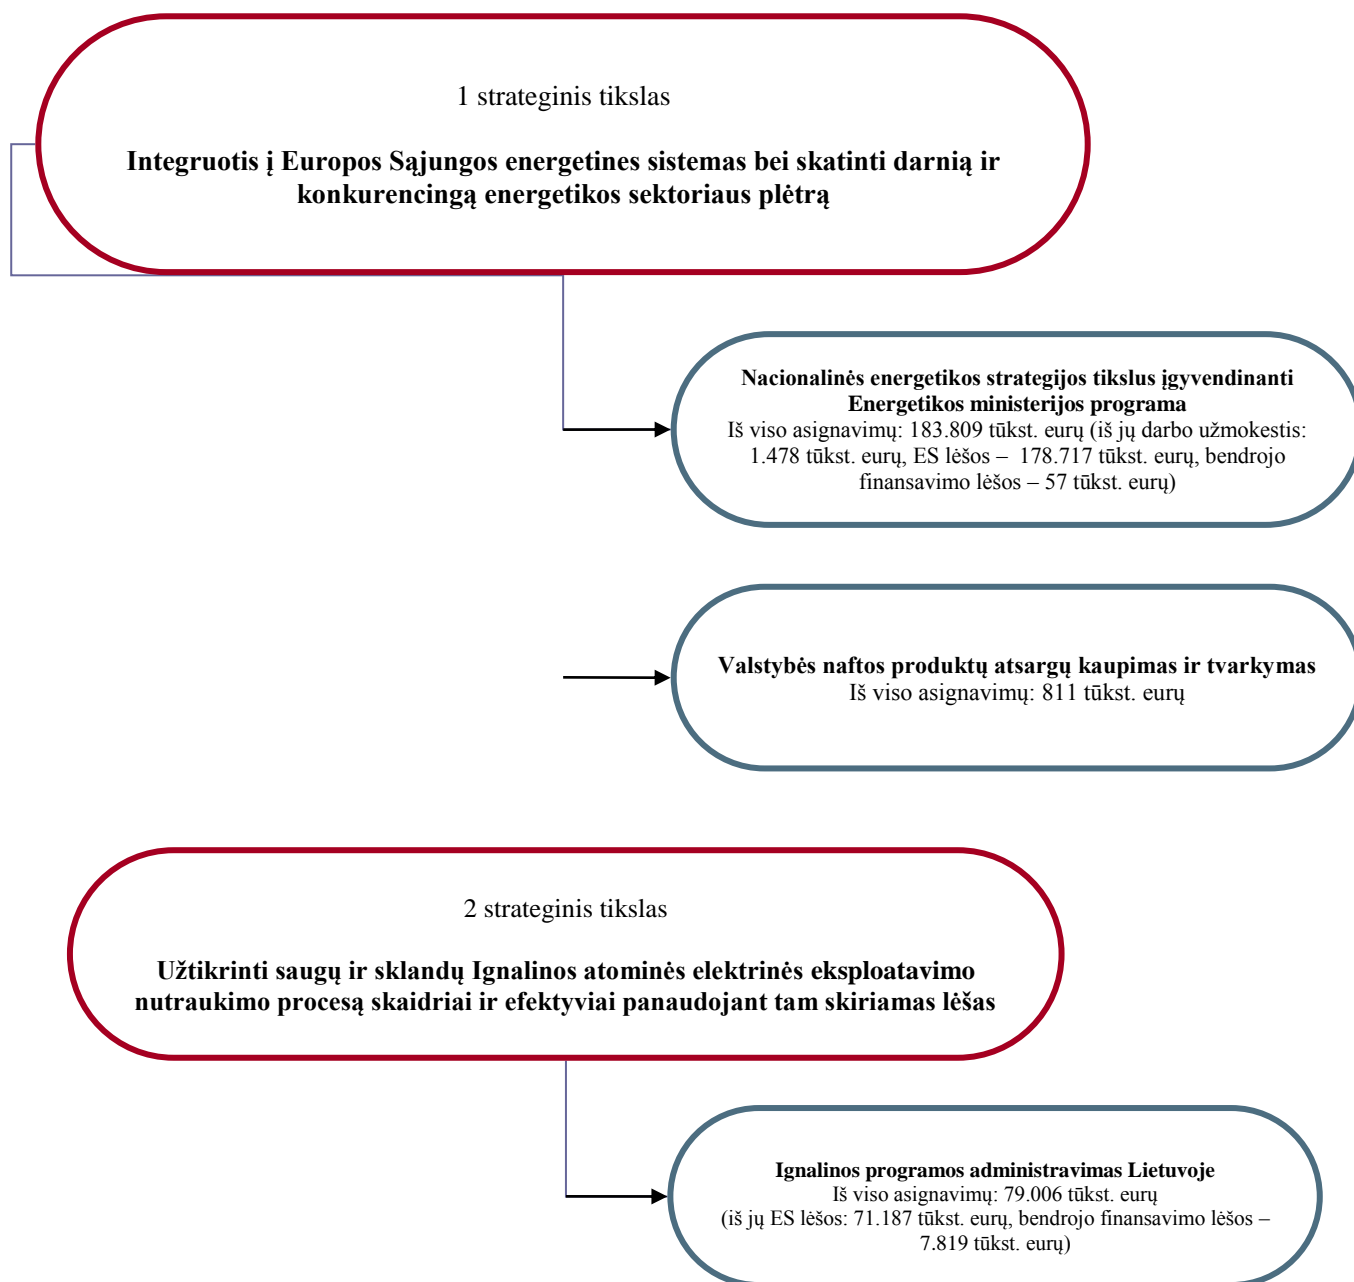 1 strateginis tikslas
Integruotis į Europos Sąjungos energetines sistemas bei skatinti darnią ir
konkurencingą energetikos sektoriaus plėtrą
Nacionalinės energetikos strategijos tikslus įgyvendinanti
Energetikos ministerijos programa
Iš viso asignavimų: 183.809 tūkst. eurų (iš jų darbo užmokestis:
1.478 tūkst. eurų, ES lėšos – 178.717 tūkst. eurų, bendrojo
finansavimo lėšos – 57 tūkst. eurų)
Valstybės naftos produktų atsargų kaupimas ir tvarkymas
Iš viso asignavimų: 811 tūkst. eurų
2 strateginis tikslas
Užtikrinti saugų ir sklandų Ignalinos atominės elektrinės eksploatavimo
nutraukimo procesą skaidriai ir efektyviai panaudojant tam skiriamas lėšas
Ignalinos programos administravimas Lietuvoje
Iš viso asignavimų: 79.006 tūkst. eurų
(iš jų ES lėšos: 71.187 tūkst. eurų, bendrojo finansavimo lėšos –
7.819 tūkst. eurų)